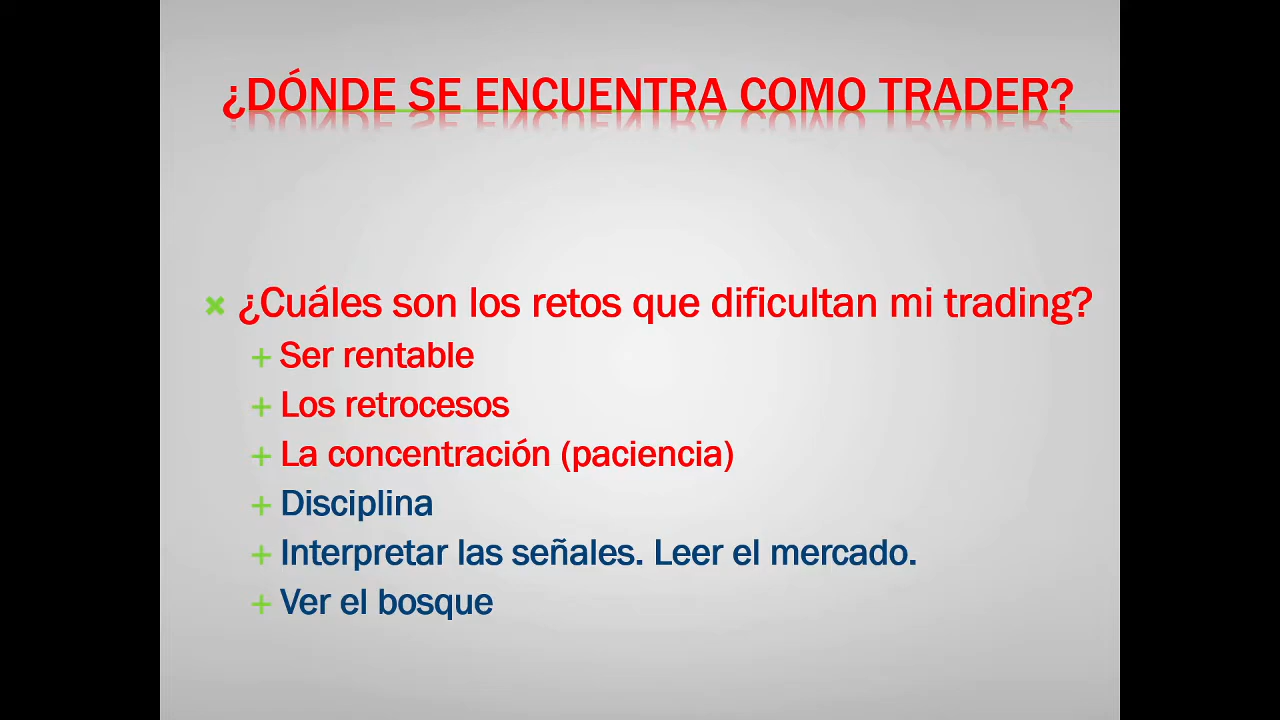 ¿DÓNDE SE ENCUENTRA COMO TRADER?
¿Cuáles son los retos que dificultan mi trading?
Ser rentable
Los retrocesos
La concentración (paciencia)
Disciplina
Interpretar las señales. Leer el mercado.
Ver el bosque